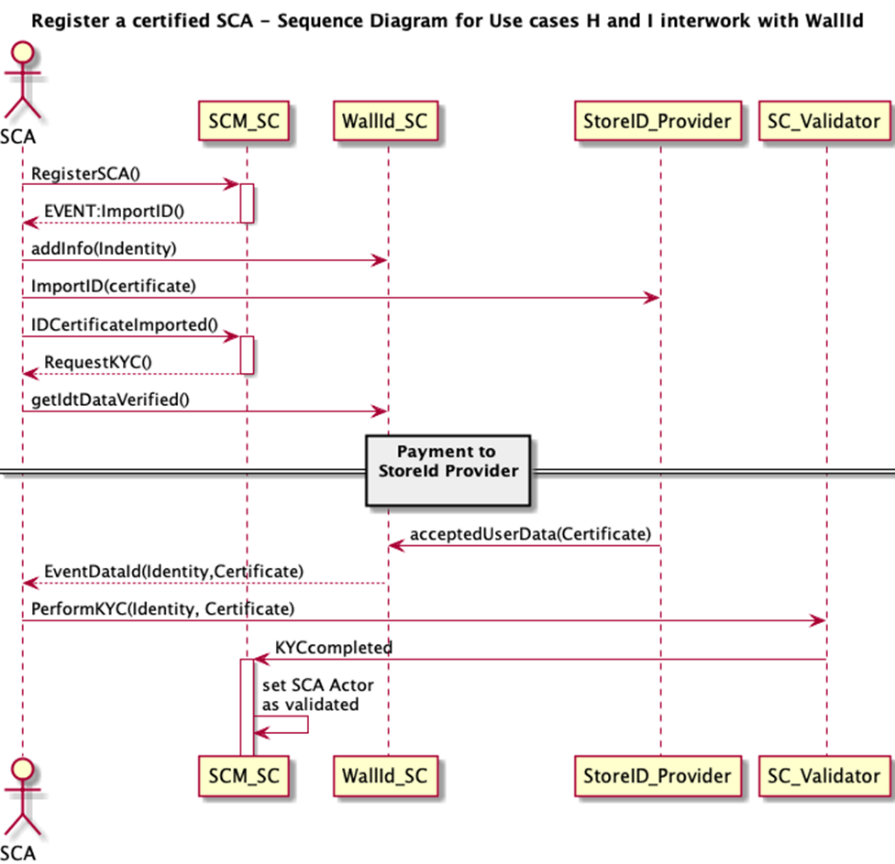 Register a certified SCA – Sequence Diagram for Use cases H and I interwork with WallId
SCA
SCM_SC
WallId_SC
StoreID_Provider
SC_Validator
RegisterSCA()
EVENT:ImportID()
addInfo(Indentity)
ImportID(certificate)
IDCertificateImported()
RequestKYC()
getIdtDataVerified()
Payment to
StoreId Provider
acceptedUserData(Certificate)
EventDataId(Identity,Certificate)
PerformKYC(Identity, Certificate)
KYCcompleted
set SCA Actor
as validated
SCA
SCM_SC
WallId_SC
StoreID_Provider
SC_Validator